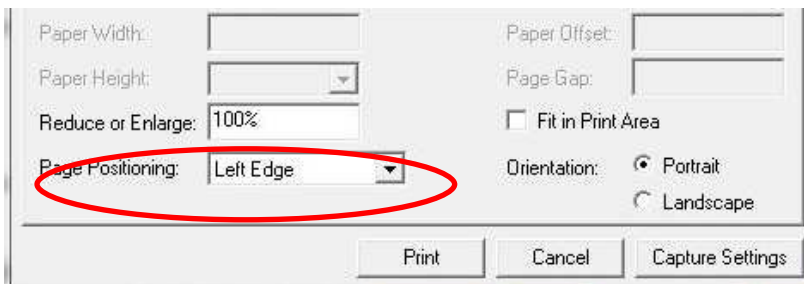 Paper Width: Paper Offset:
Paper Height: Page Gap:
Reduce or Enlarge: 100% Fit in Print Area
Page Positioning: Left Edge Orientation: Portrait
Landscape
Print Cancel Capture Settings